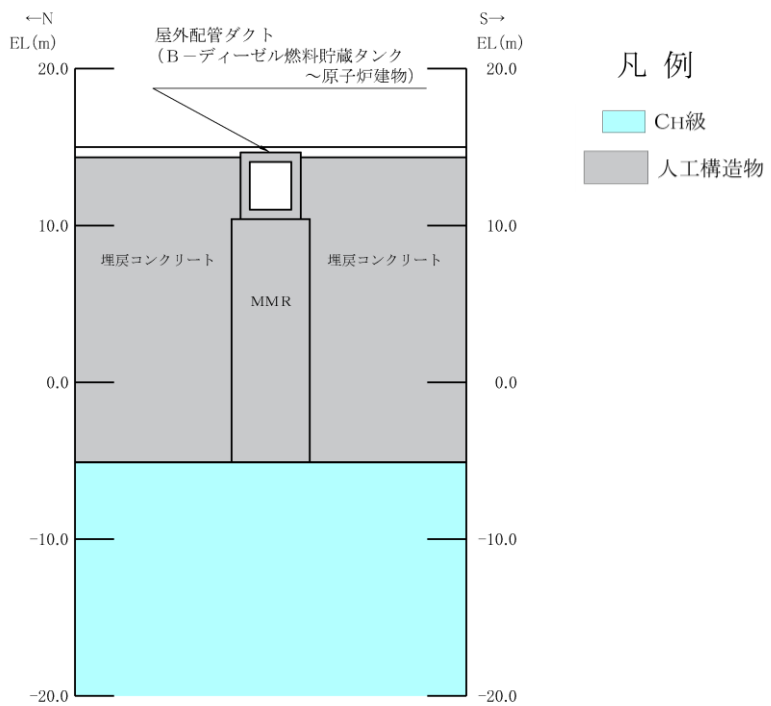 ←N
EL(m)
S→
EL(m)
屋外配管ダクト
(B－ディーゼル燃料貯蔵タンク
～原子炉建物)
20.0
20.0
凡 例
CH級
人工構造物
10.0
10.0
埋戻コンクリート
埋戻コンクリート
MMR
0.0
0.0
-10.0
-10.0
-20.0
-20.0